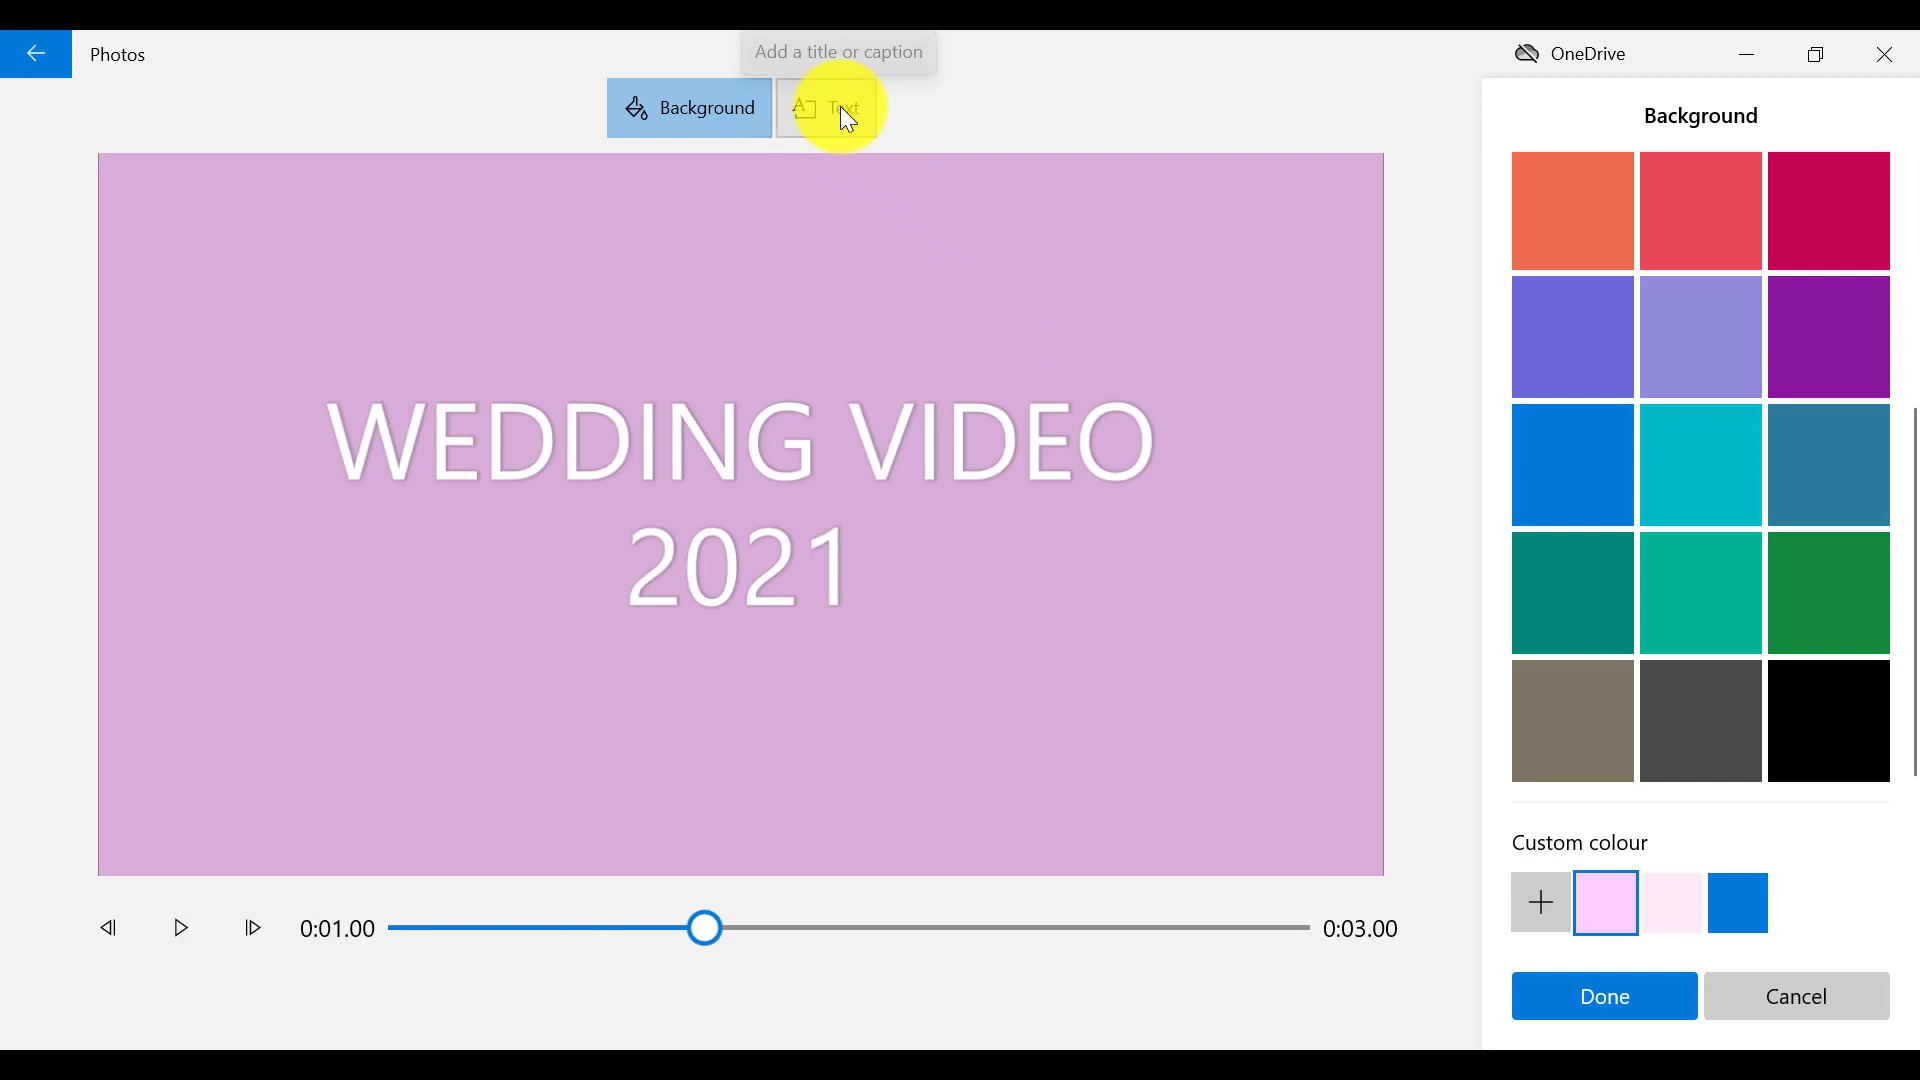 Photos
Add a title or caption
OneDrive
Background
Text
Background
WEDDING VIDEO
2021
Custom colour
0:01.00
0:03.00
Done
Cancel